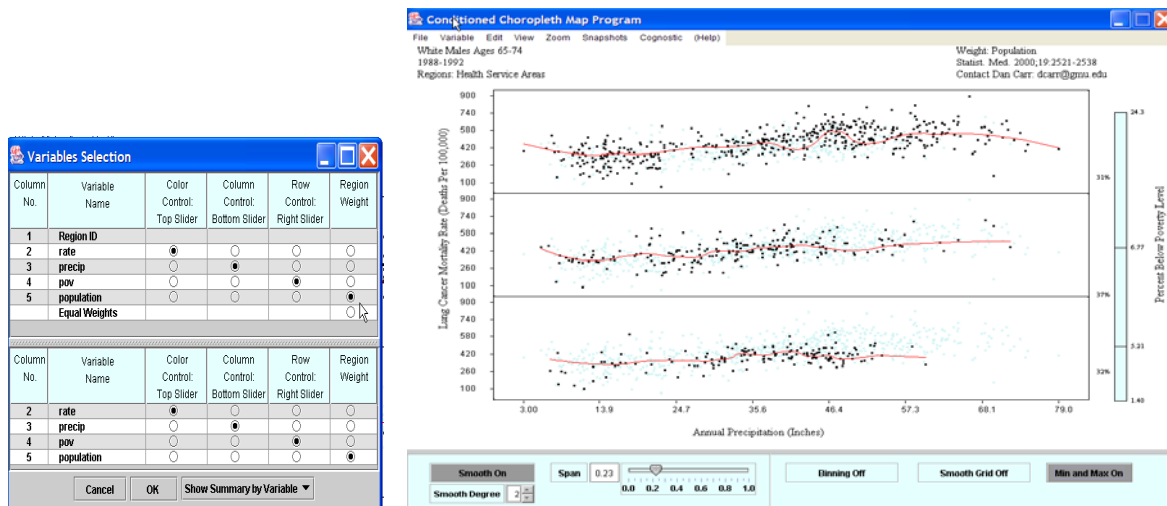 Variables Selection
Column Variable Color Column Row Region
No. Name Control: Control: Control: Weight
Top Slider Bottom Slider Right Slider
1 Region ID
2 rate
3 precip
4 pov
5 population
Equal Weights
Column Variable Color Column Row Region
No. Name Control: Control: Control: Weight
Top Slider Bottom Slider Right Slider
2 rate
3 precip
4 pov
5 population
Cancel OK Show Summary by Variable
Conditioned Choropleth Map Program
File Variable Edit View Zoom Snapshots Cognostic (Help)
White Males Ages 65-74
1988-1992
Regions: Health Service Areas
Weight: Population
Statist. Med. 2000;19:2521-2538
Contact Dan Carr: dcarr@gmu.edu
Lung Cancer Mortality Rate (Deaths Per 100,000)
900
740
580
420
260
100
900
740
580
420
260
100
900
740
580
420
260
100
3.00 13.9 24.7 35.6 46.4 57.3 68.1 79.0
Annual Precipitation (Inches)
24.3
31%
6.77
37%
3.21
32%
1.40
Percent Below Poverty Level
Smooth On Span 0.23 Binning Off Smooth Grid Off Min and Max On
0.0 0.2 0.4 0.6 0.8 1.0
Smooth Degree 2